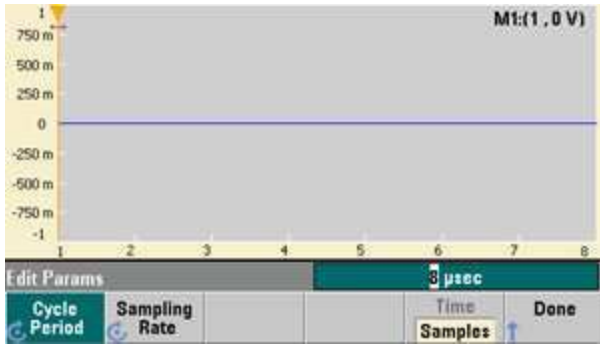 1
M1:(1 , 0 V)
750 m
500 m
250 m
0
-250 m
-500 m
-750 m
-1
1 2 3 4 5 6 7 8
Edit Params
8 µsec
Cycle Period
Sampling Rate
Time
Samples
Done